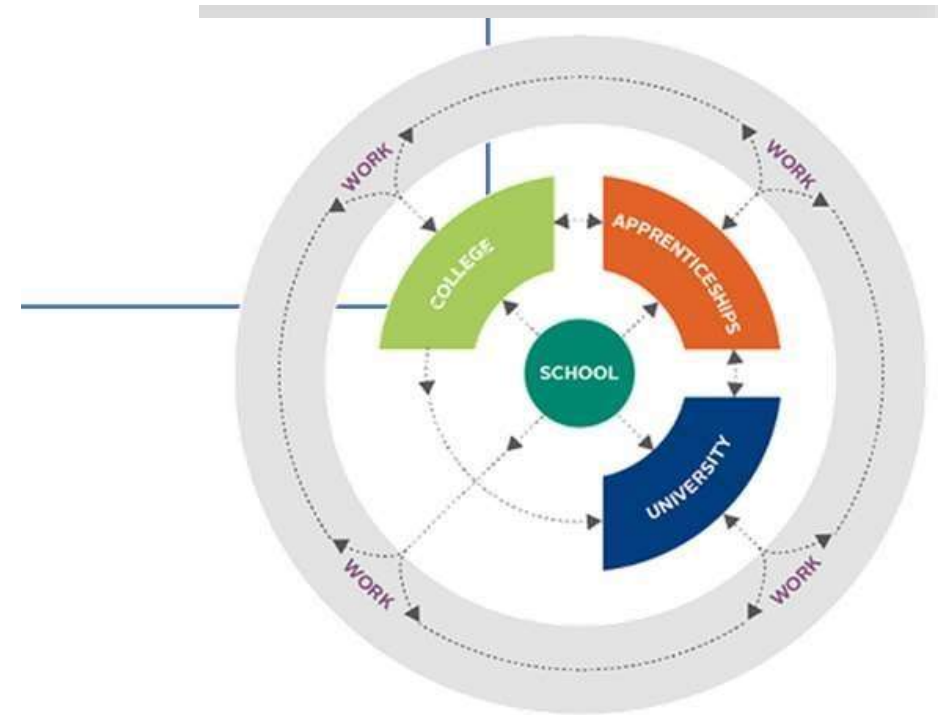 WORK
WORK
COLLEGE
APPRENTICESHIPS
SCHOOL
UNIVERSITY
WORK
WORK